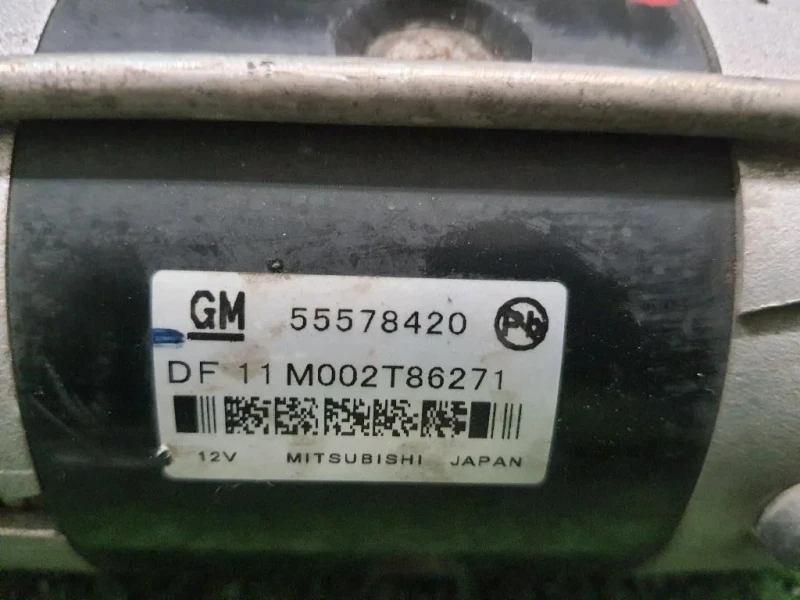 GM 55578420 Pb
DF 11 M002T86271
12V MITSUBISHI JAPAN